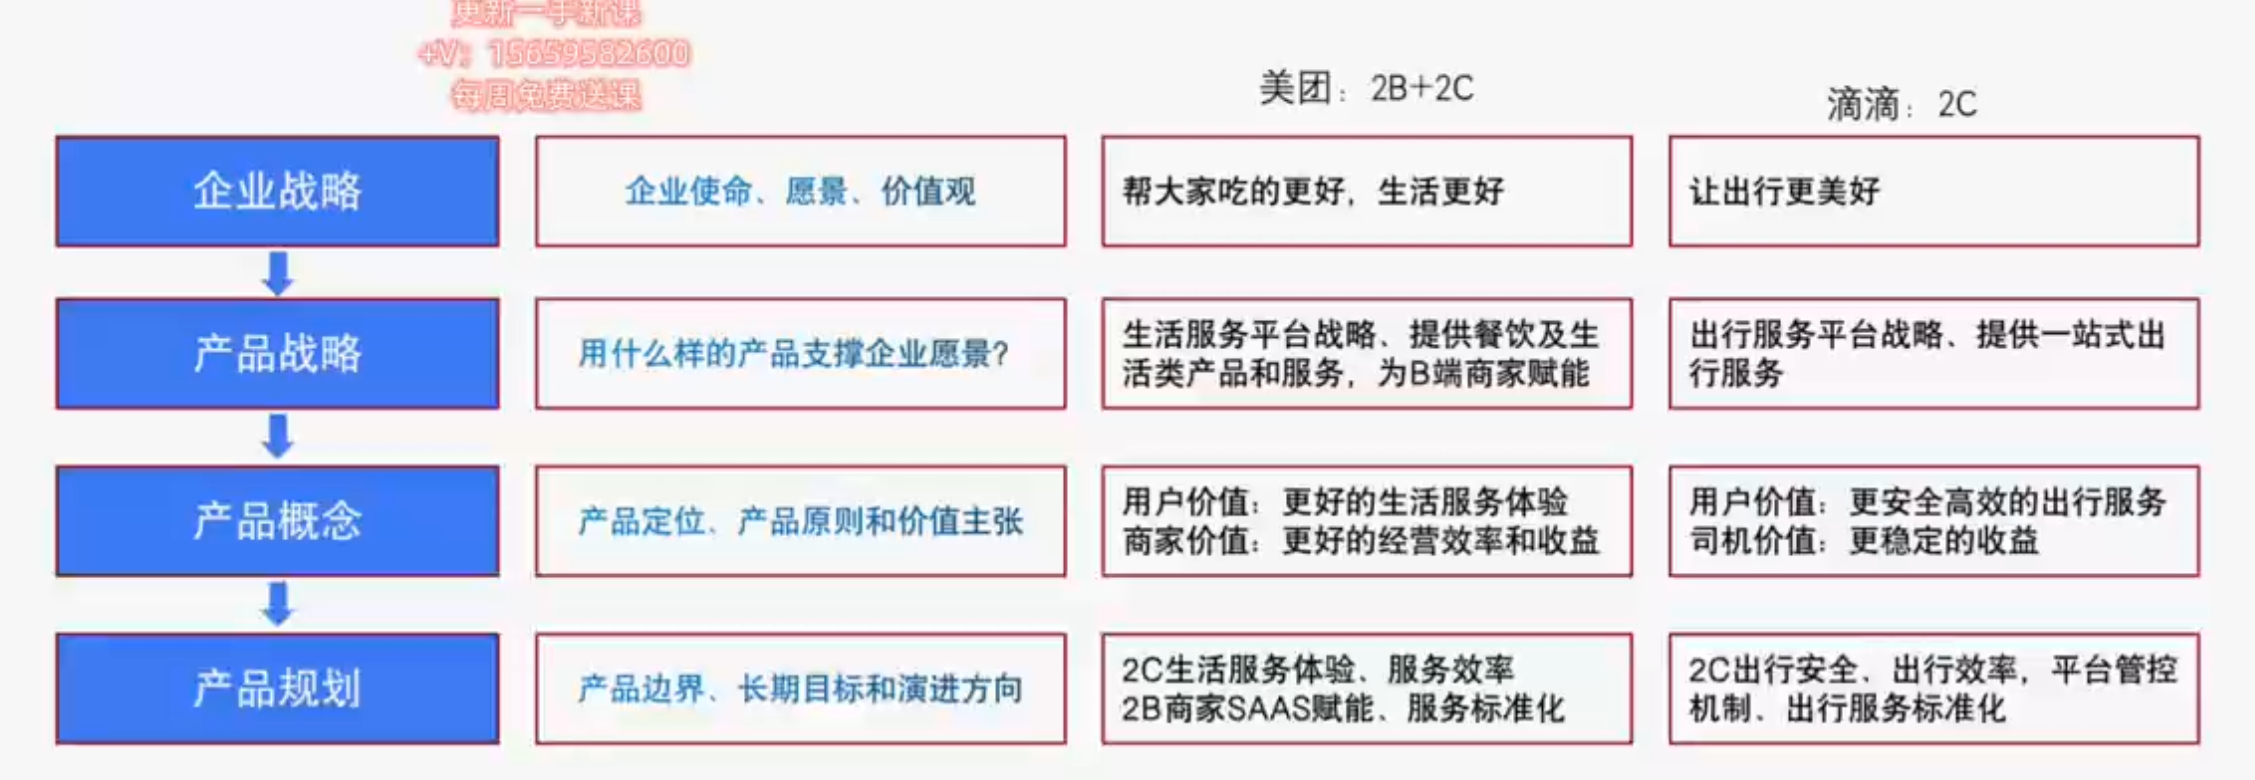 更新一手新课
+V：15659582600
每周免费送课
美团：2B+2C
滴滴：2C
企业战略
企业使命、愿景、价值观
帮大家吃的更好，生活更好
让出行更美好
产品战略
用什么样的产品支撑企业愿景？
生活服务平台战略、提供餐饮及生
活类产品和服务，为B端商家赋能
出行服务平台战略、提供一站式出
行服务
产品概念
产品定位、产品原则和价值主张
用户价值：更好的生活服务体验
商家价值：更好的经营效率和收益
用户价值：更安全高效的出行服务
司机价值：更稳定的收益
产品规划
产品边界、长期目标和演进方向
2C生活服务体验、服务效率
2B商家SAAS赋能、服务标准化
2C出行安全、出行效率，平台管控
机制、出行服务标准化